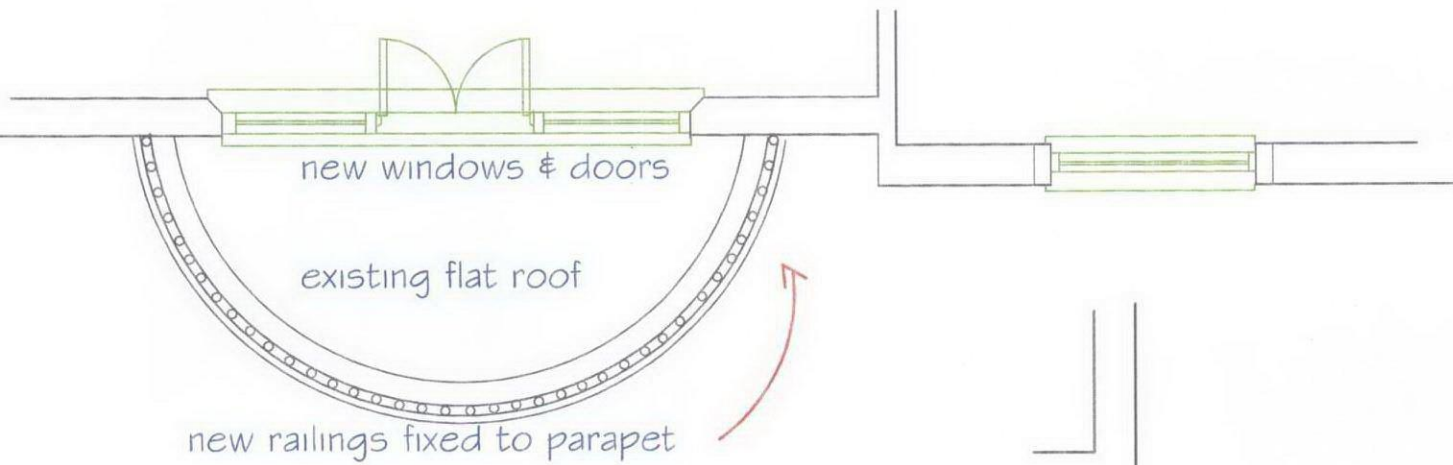 new windows & doors
existing flat roof
new railings fixed to parapet